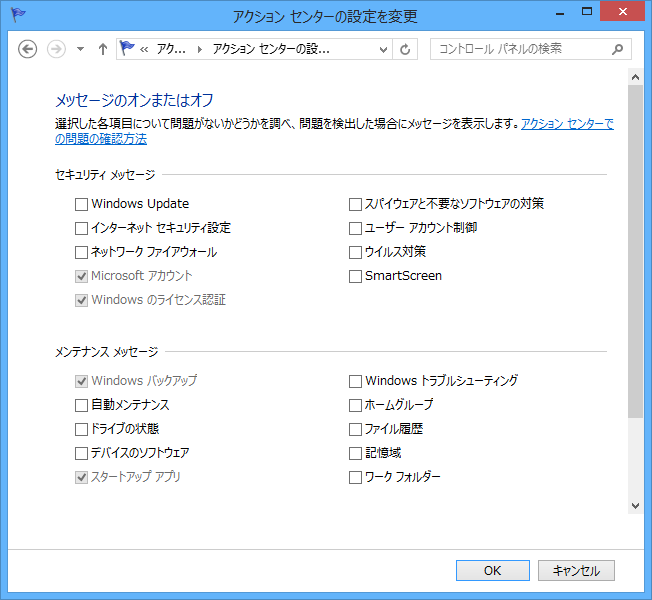 アクション センターの設定を変更
« アク... › アクション センターの設... コントロール パネルの検索
メッセージのオンまたはオフ
選択した各項目について問題がないかどうかを調べ、問題を検出した場合にメッセージを表示します。アクション センターで
の問題の確認方法
セキュリティ メッセージ
Windows Update
スパイウェアと不要なソフトウェアの対策
インターネット セキュリティ設定
ユーザー アカウント制御
ネットワーク ファイアウォール
ウイルス対策
Microsoft アカウント
SmartScreen
Windows のライセンス認証
メンテナンス メッセージ
Windows バックアップ
Windows トラブルシューティング
自動メンテナンス
ホームグループ
ドライブの状態
ファイル履歴
デバイスのソフトウェア
記憶域
スタートアップ アプリ
ワーク フォルダー
OK
キャンセル